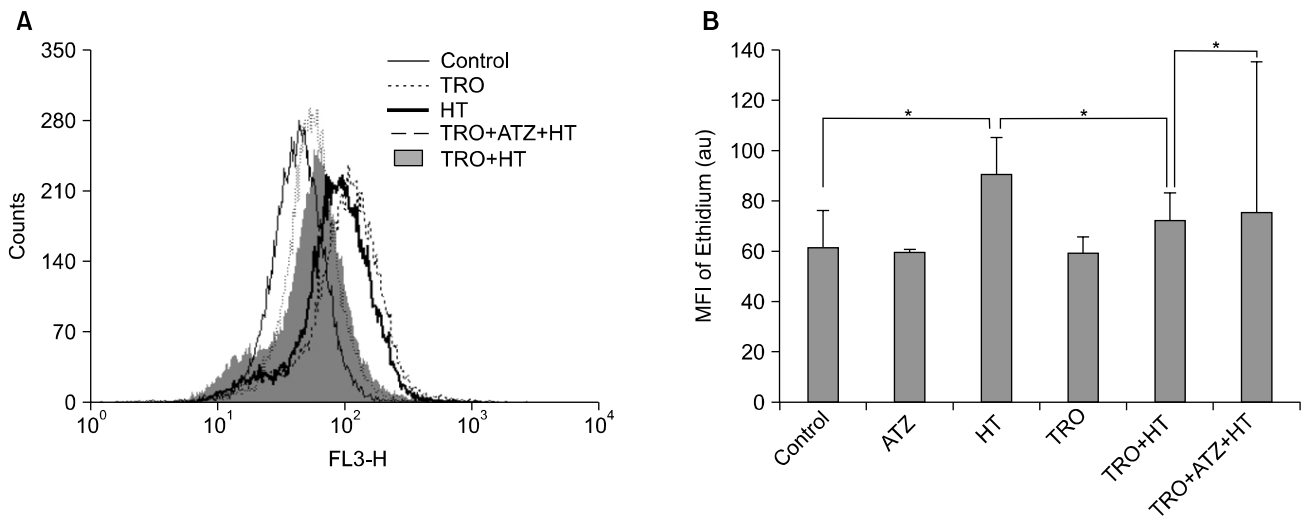 A
350
280
210
140
70
0
Counts
10^0
10^1
10^2
10^3
10^4
FL3-H
Control
TRO
HT
TRO+ATZ+HT
TRO+HT
B
140
120
100
80
60
40
20
0
MFI of Ethidium (au)
*
*
*
Control
ATZ
HT
TRO
TRO+HT
TRO+ATZ+HT